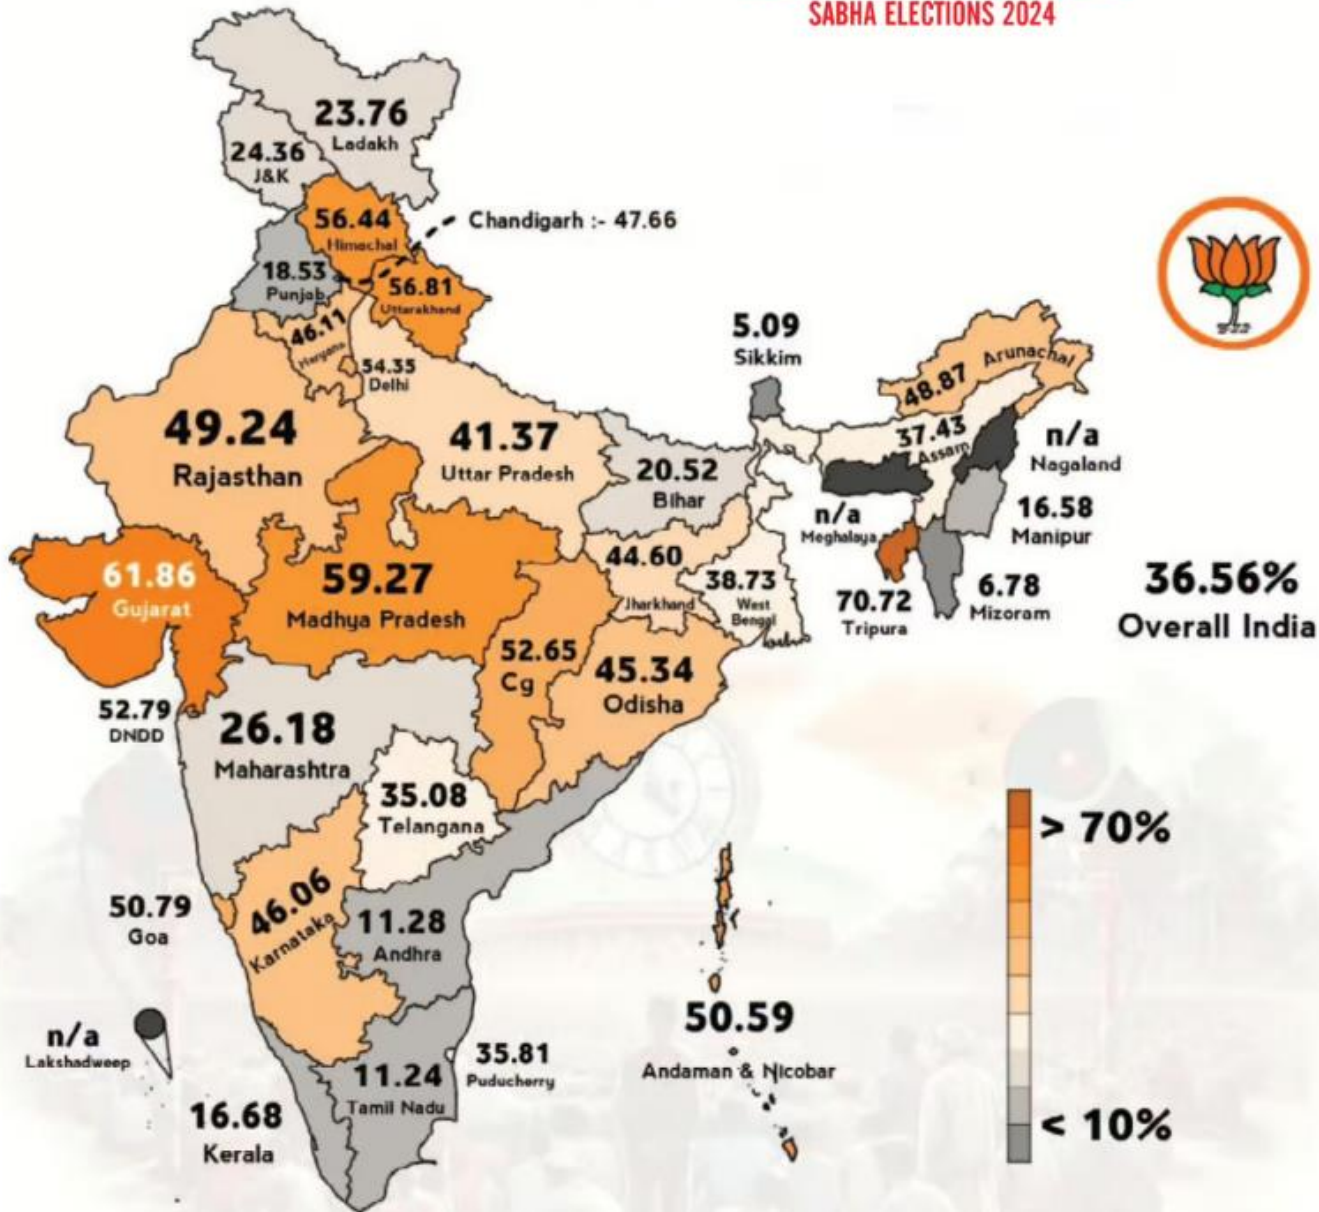 SABHA ELECTIONS 2024
23.76
Ladakh
24.36
J&K
56.44
Himachal
Chandigarh :- 47.66
18.53
Punjab
56.81
Uttarakhand
46.11
Haryana
54.35
Delhi
5.09
Sikkim
48.87 Arunachal
49.24
Rajasthan
41.37
Uttar Pradesh
20.52
Bihar
37.43
Assam
n/a
Nagaland
n/a
Meghalaya
16.58
Manipur
61.86
Gujarat
59.27
Madhya Pradesh
44.60
Jharkhand
38.73
West
Bengal
70.72
Tripura
6.78
Mizoram
36.56%
Overall India
52.65
Cg
45.34
Odisha
52.79
DNDD
26.18
Maharashtra
35.08
Telangana
> 70%
50.79
Goa
46.06
Karnataka
11.28
Andhra
50.59
Andaman & Nicobar
n/a
Lakshadweep
11.24
Tamil Nadu
35.81
Puducherry
16.68
Kerala
< 10%